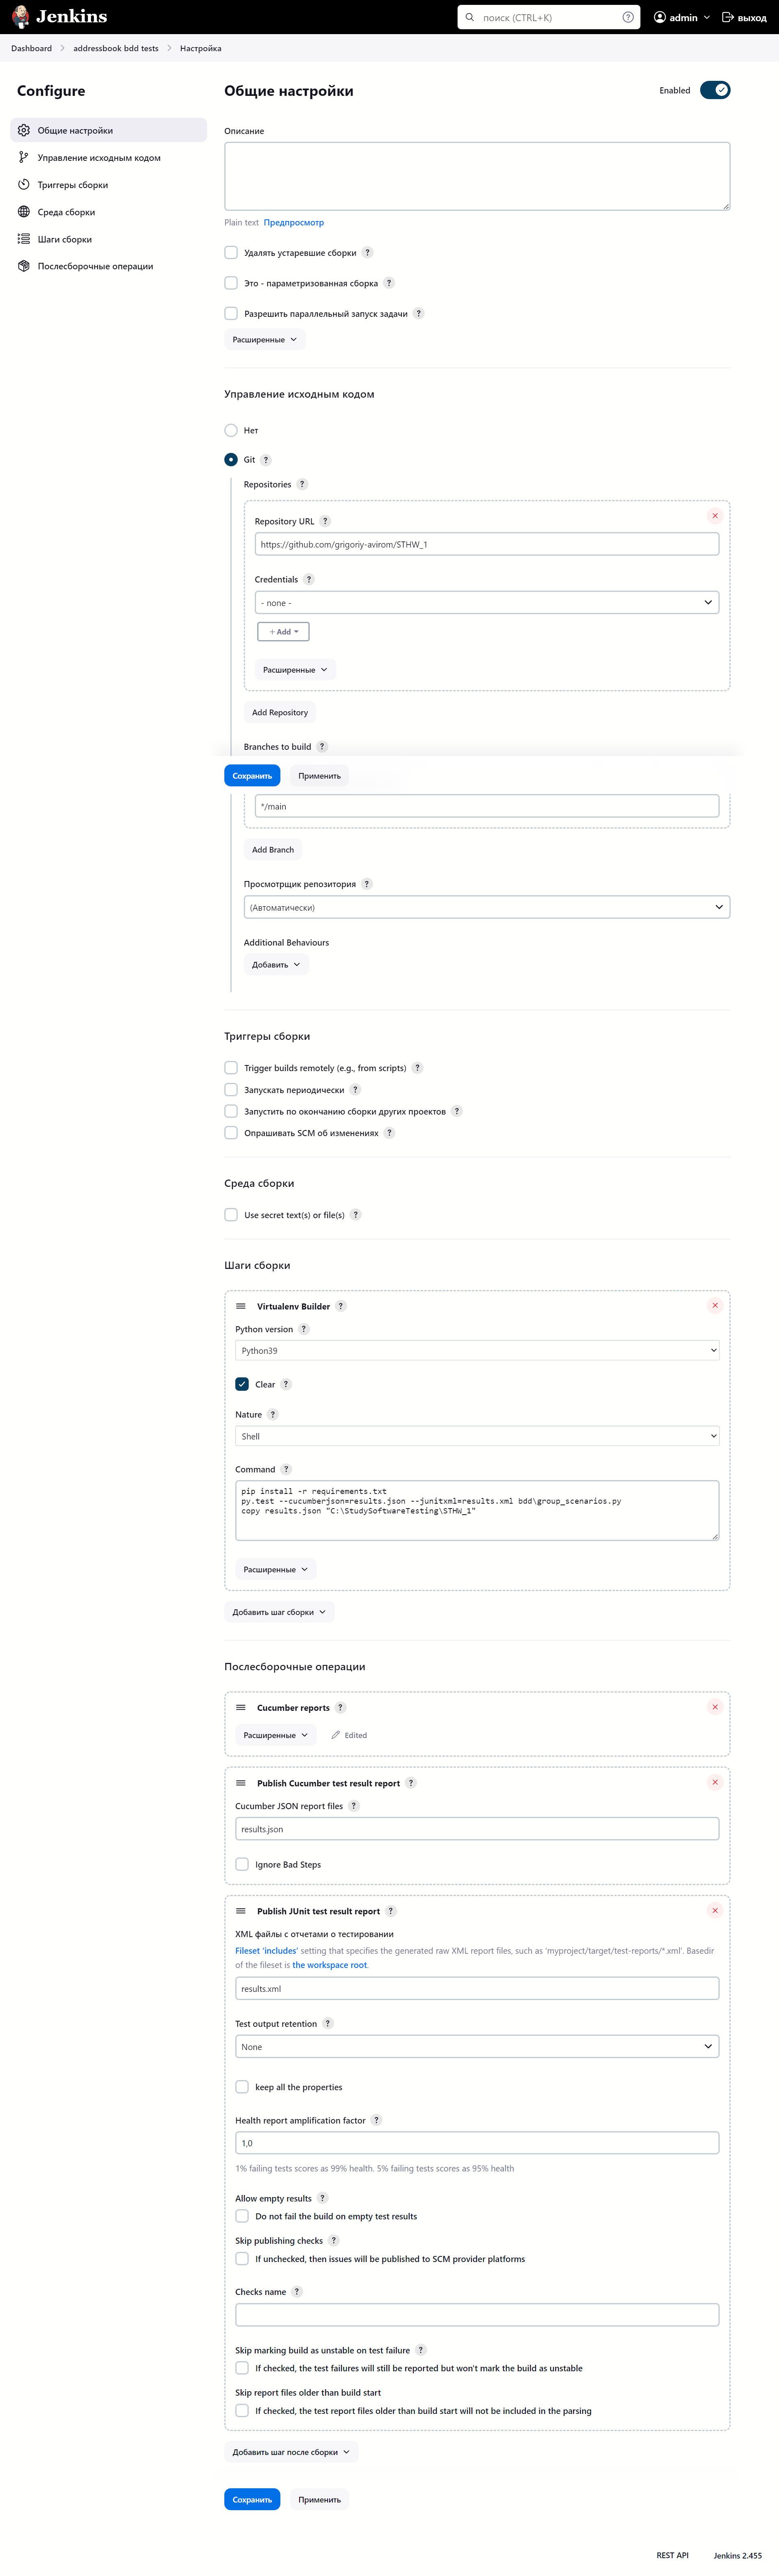 Jenkins
поиск (CTRL+K)
admin
выход
Dashboard
addressbook bdd tests
Настройка
Configure
Общие настройки
Управление исходным кодом
Триггеры сборки
Среда сборки
Шаги сборки
Послесборочные операции
Общие настройки
Enabled
Описание
Plain text Предпросмотр
Удалять устаревшие сборки ?
Это - параметризованная сборка ?
Разрешить параллельный запуск задачи ?
Расширенные
Управление исходным кодом
Нет
Git ?
Repositories ?
Repository URL ?
https://github.com/grigoriy-avirom/STHW_1
Credentials ?
- none -
+ Add
Расширенные
Add Repository
Branches to build ?
Сохранить
Применить
*/main
Add Branch
Просмотрщик репозитория ?
(Автоматически)
Additional Behaviours
Добавить
Триггеры сборки
Trigger builds remotely (e.g., from scripts) ?
Запускать периодически ?
Запустить по окончанию сборки других проектов ?
Опрашивать SCM об изменениях ?
Среда сборки
Use secret text(s) or file(s) ?
Шаги сборки
Virtualenv Builder ?
Python version ?
Python39
Clear ?
Nature ?
Shell
Command ?
pip install -r requirements.txt
py.test --cucumberjson=results.json --junitxml=results.xml bdd\group_scenarios.py
copy results.json "C:\StudySoftwareTesting\STHW_1"
Расширенные
Добавить шаг сборки
Послесборочные операции
Cucumber reports ?
Расширенные
Edited
Publish Cucumber test result report ?
Cucumber JSON report files ?
results.json
Ignore Bad Steps
Publish JUnit test result report ?
XML файлы с отчетами о тестировании
Fileset 'includes' setting that specifies the generated raw XML report files, such as 'myproject/target/test-reports/*.xml'. Basedir
of the fileset is the workspace root.
results.xml
Test output retention ?
None
keep all the properties
Health report amplification factor ?
1,0
1% failing tests scores as 99% health. 5% failing tests scores as 95% health
Allow empty results ?
Do not fail the build on empty test results
Skip publishing checks ?
If unchecked, then issues will be published to SCM provider platforms
Checks name ?
Skip marking build as unstable on test failure ?
If checked, the test failures will still be reported but won't mark the build as unstable
Skip report files older than build start
If checked, the test report files older than build start will not be included in the parsing
Добавить шаг после сборки
Сохранить
Применить
REST API
Jenkins 2.455